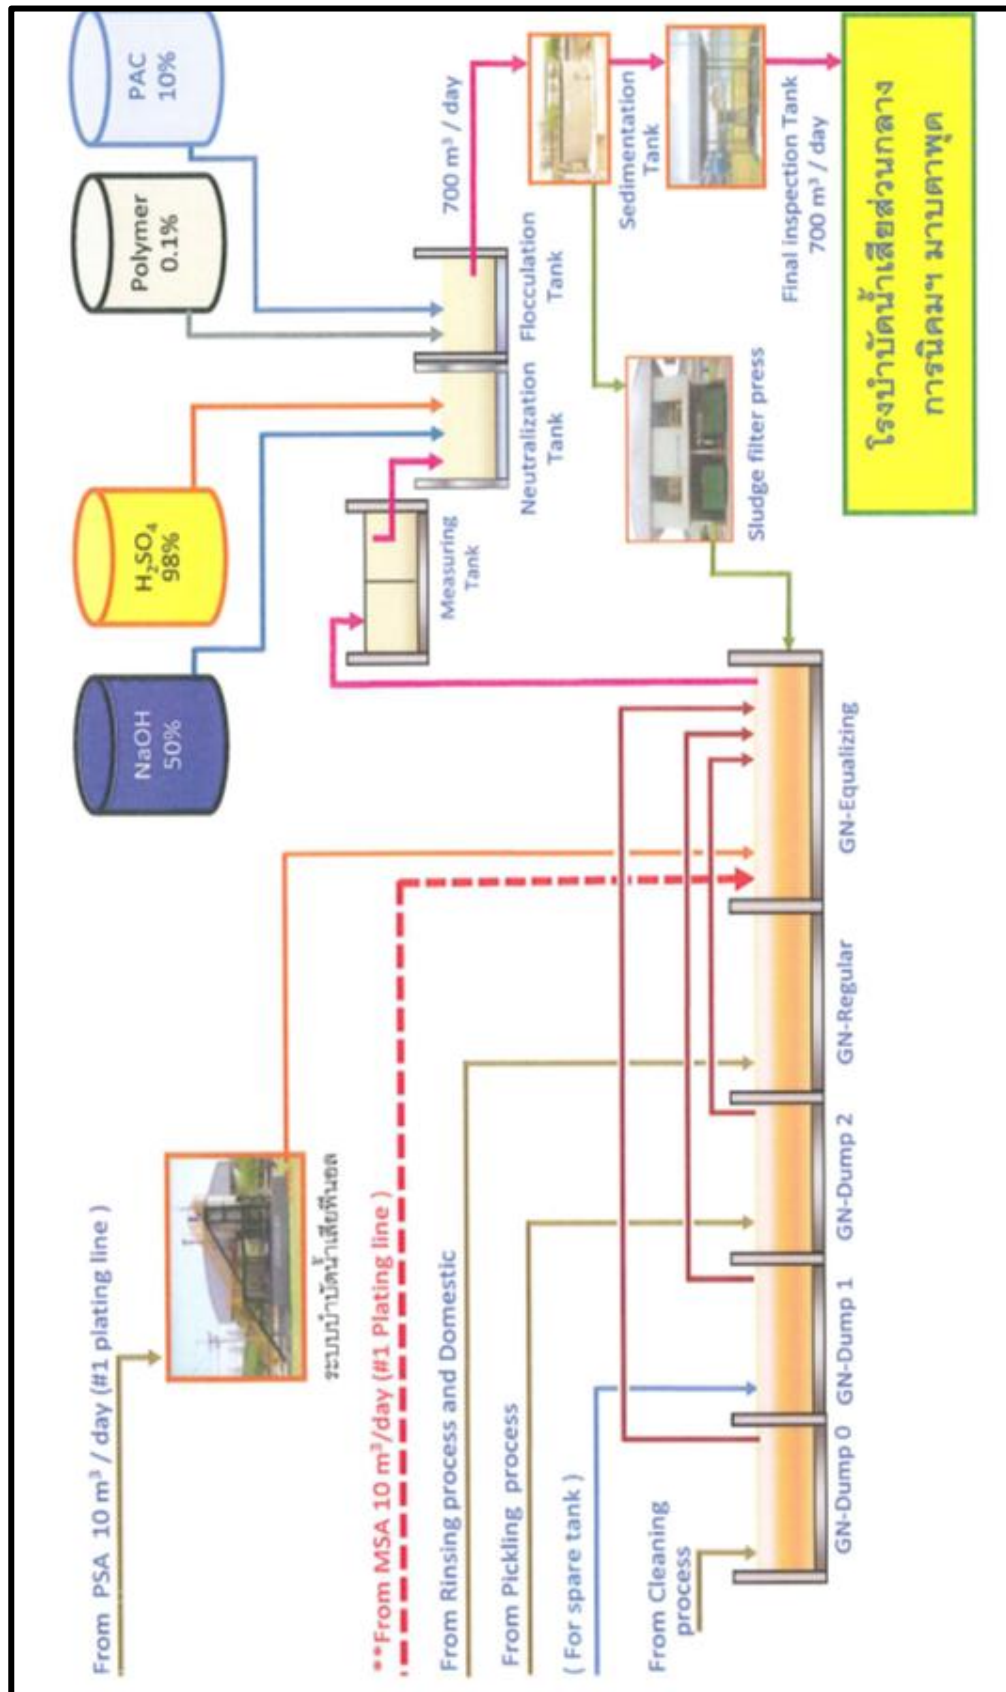 From PSA 10 m³ / day (#1 plating line )
ระบบบำบัดน้ำเสียฟีนอล
**From MSA 10 m³/day (#1 Plating line)
From Rinsing process and Domestic
From Pickling process
( For spare tank )
From Cleaning
process
GN-Dump 0
GN-Dump 1
GN-Dump 2
GN-Regular
GN-Equalizing
NaOH
50%
H₂SO₄
98%
Polymer
0.1%
PAC
10%
Measuring
Tank
Neutralization
Tank
Flocculation
Tank
700 m³ / day
Sedimentation
Tank
Sludge filter press
Final inspection Tank
700 m³ / day
โรงบำบัดน้ำเสียส่วนกลาง
การนิคมฯ มาบตาพุด